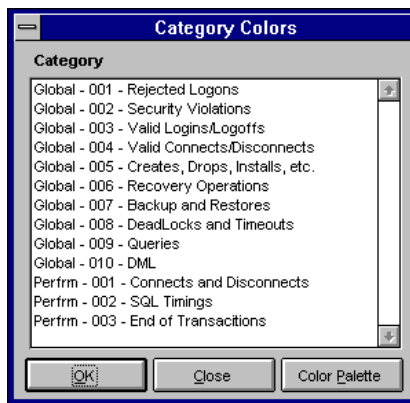 Category Colors
Category
Global - 001 - Rejected Logons
Global - 002 - Security Violations
Global - 003 - Valid Logins/Logoffs
Global - 004 - Valid Connects/Disconnects
Global - 005 - Creates, Drops, Installs, etc.
Global - 006 - Recovery Operations
Global - 007 - Backup and Restores
Global - 008 - DeadLocks and Timeouts
Global - 009 - Queries
Global - 010 - DML
Perfrm - 001 - Connects and Disconnects
Perfrm - 002 - SQL Timings
Perfrm - 003 - End of Transacitions
OK Close Color Palette